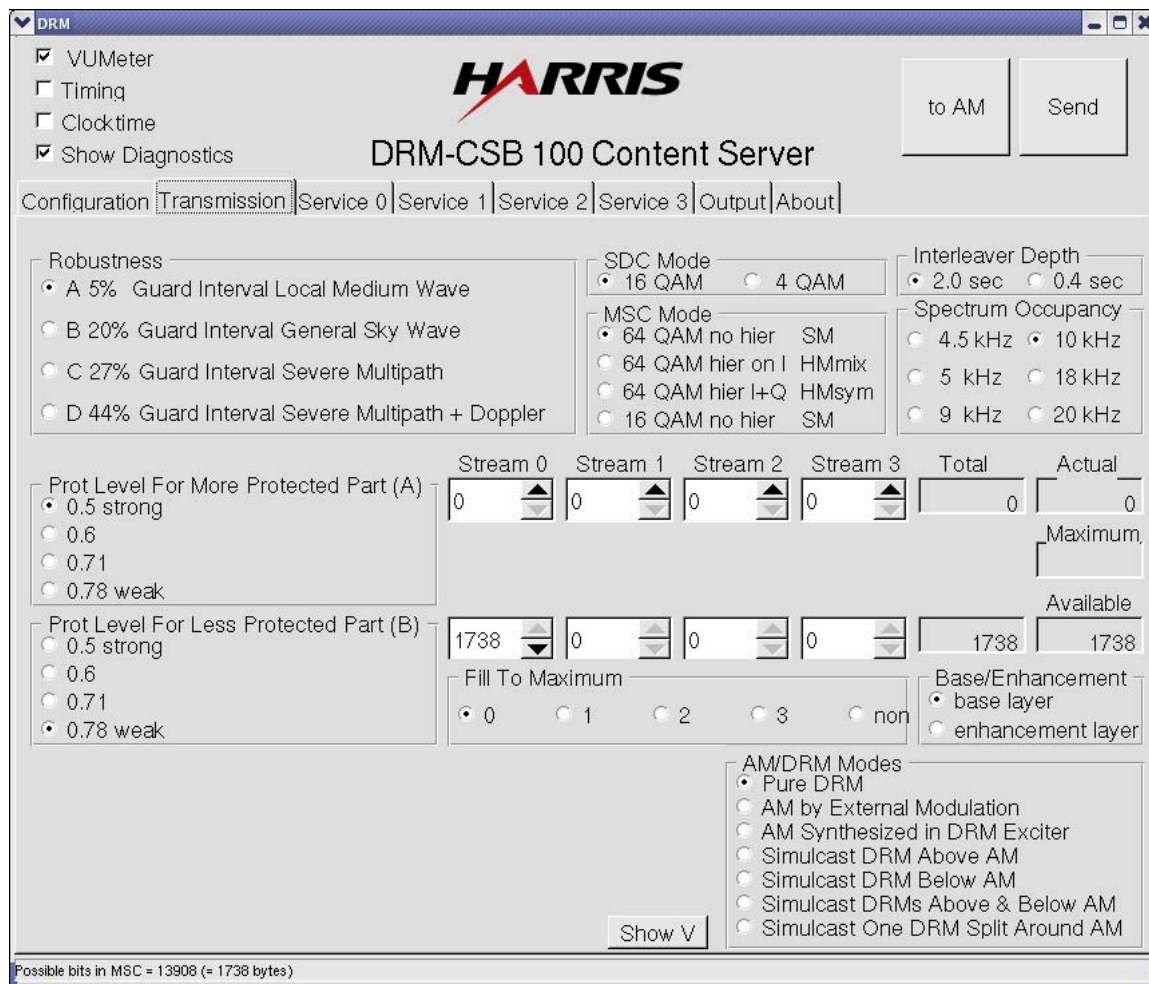 DRM
VUMeter
Timing
Clocktime
Show Diagnostics
HARRIS
DRM-CSB 100 Content Server
to AM
Send
Configuration Transmission Service 0 Service 1 Service 2 Service 3 Output About
Robustness
A 5% Guard Interval Local Medium Wave
B 20% Guard Interval General Sky Wave
C 27% Guard Interval Severe Multipath
D 44% Guard Interval Severe Multipath + Doppler
SDC Mode
16 QAM 4 QAM
MSC Mode
64 QAM no hier SM
64 QAM hier on I HMmix
64 QAM hier I+Q HMsym
16 QAM no hier SM
Interleaver Depth
2.0 sec 0.4 sec
Spectrum Occupancy
4.5 kHz 10 kHz
5 kHz 18 kHz
9 kHz 20 kHz
Stream 0 Stream 1 Stream 2 Stream 3 Total Actual
Prot Level For More Protected Part (A)
0.5 strong
0.6
0.71
0.78 weak
0 0 0 0 0 0
Maximum
Available
Prot Level For Less Protected Part (B)
0.5 strong
0.6
0.71
0.78 weak
1738 0 0 0 1738 1738
Fill To Maximum
0 1 2 3 non
Base/Enhancement
base layer
enhancement layer
AM/DRM Modes
Pure DRM
AM by External Modulation
AM Synthesized in DRM Exciter
Simulcast DRM Above AM
Simulcast DRM Below AM
Simulcast DRMs Above & Below AM
Simulcast One DRM Split Around AM
Show V
Possible bits in MSC = 13908 (= 1738 bytes)